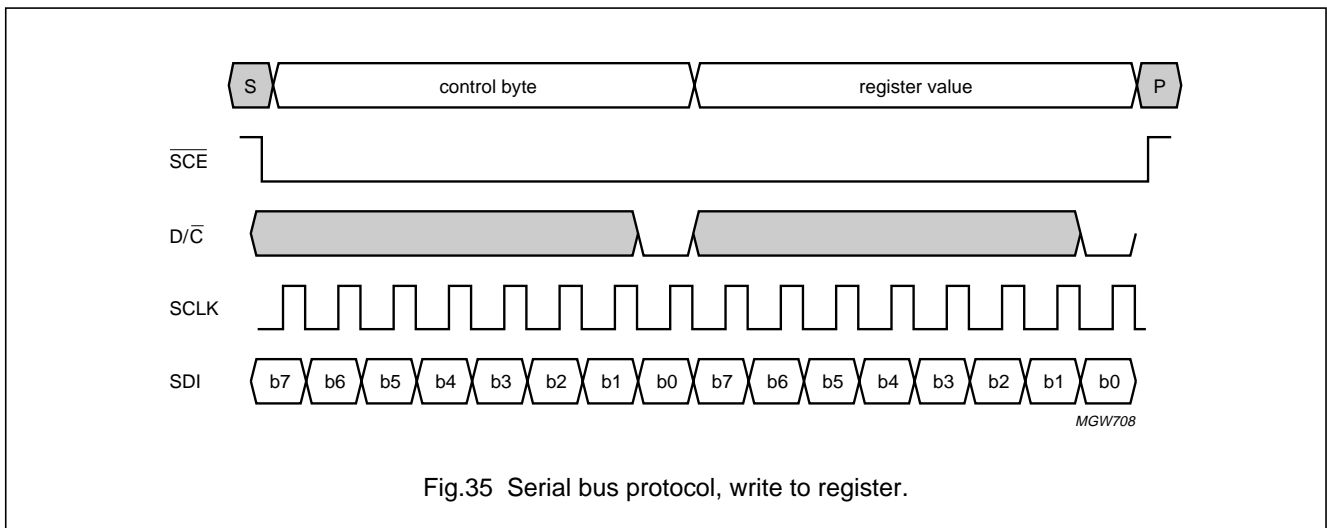 S control byte register value P
SCE
D/C
SCLK
SDI b7 b6 b5 b4 b3 b2 b1 b0 b7 b6 b5 b4 b3 b2 b1 b0
MGW708
Fig.35 Serial bus protocol, write to register.